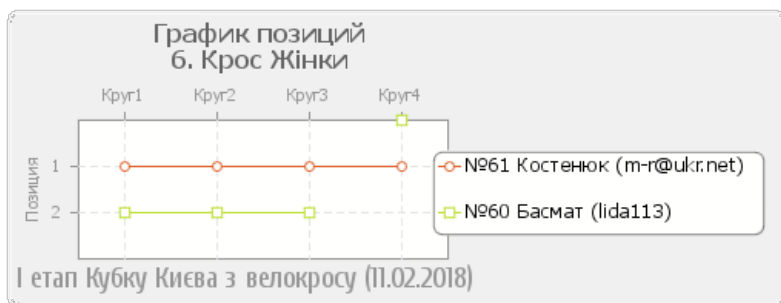 График позиций
6. Крос Жінки
Круг1 Круг2 Круг3 Круг4
Позиция
1
2
№61 Костенюк (m-r@ukr.net)
№60 Басмат (lida113)
І етап Кубку Києва з велокросу (11.02.2018)